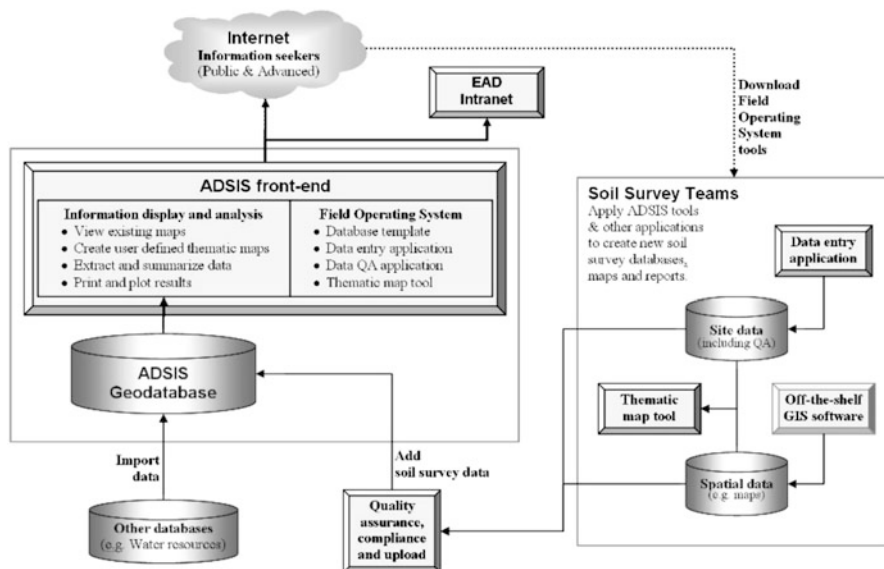 Internet
Information seekers
(Public & Advanced)
EAD
Intranet
Download
Field
Operating
System
tools
ADSIS front-end
Information display and analysis
• View existing maps
• Create user defined thematic maps
• Extract and summarize data
• Print and plot results
Field Operating System
• Database template
• Data entry application
• Data QA application
• Thematic map tool
ADSIS
Geodatabase
Import
data
Other databases
(e.g. Water resources)
Add
soil survey data
Quality
assurance,
compliance
and upload
Soil Survey Teams
Apply ADSIS tools
& other applications
to create new soil
survey databases,
maps and reports.
Data entry
application
Site data
(including QA)
Thematic
map tool
Off-the-shelf
GIS software
Spatial data
(e.g. maps)